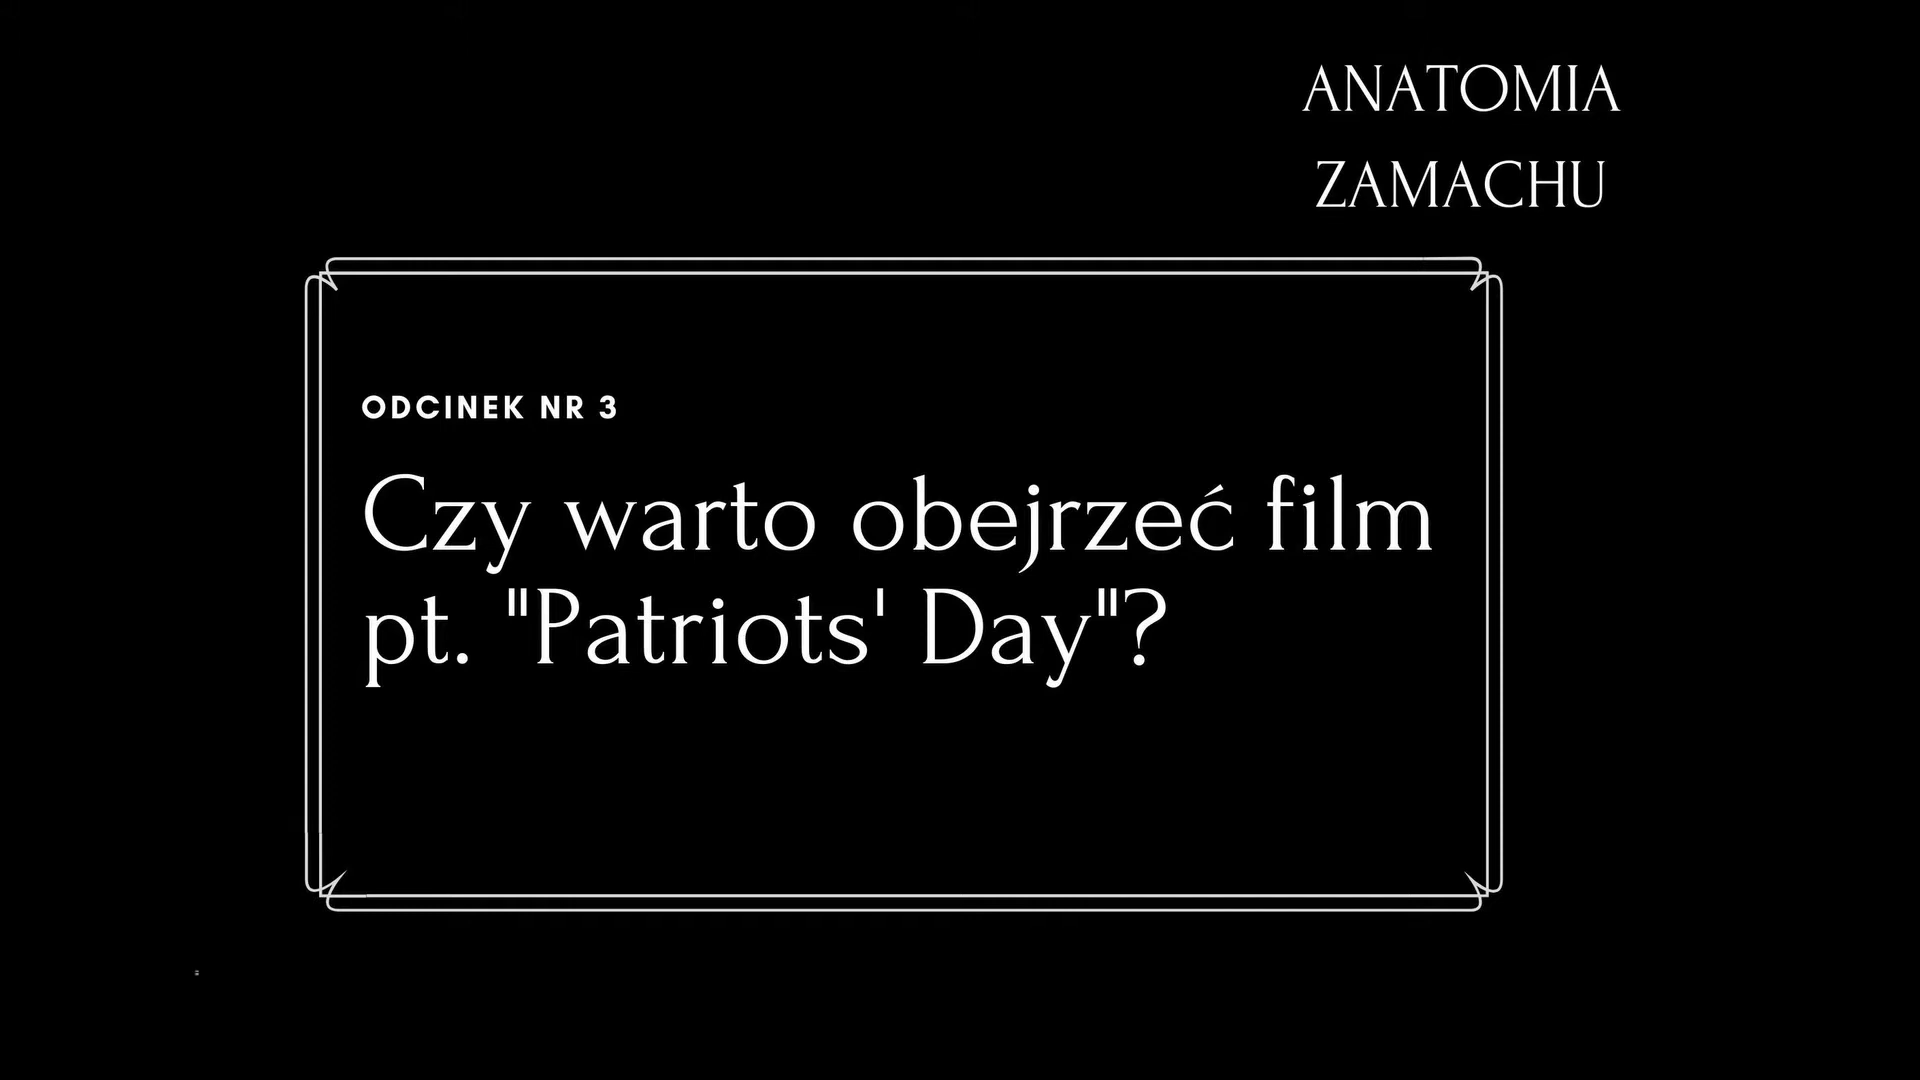 ANATOMIA
ZAMACHU
ODCINEK NR 3
Czy warto obejrzeć film
pt. "Patriots' Day"?